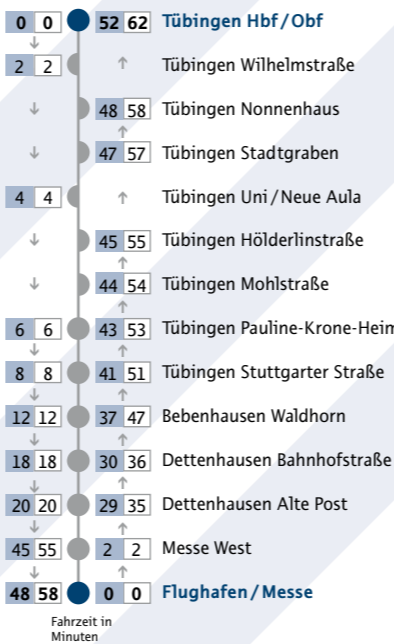 0 0 52 62 Tübingen Hbf/Obf
↓
2 2 ↑ Tübingen Wilhelmstraße
↓ 48 58 Tübingen Nonnenhaus
↑
↓ 47 57 Tübingen Stadtgraben
4 4 ↑ Tübingen Uni/Neue Aula
↓ 45 55 Tübingen Hölderlinstraße
↑
↓ 44 54 Tübingen Mohlstraße
↑
6 6 43 53 Tübingen Pauline-Krone-Heim
↓ ↑
8 8 41 51 Tübingen Stuttgarter Straße
↓ ↑
12 12 37 47 Bebenhausen Waldhorn
↓ ↑
18 18 30 36 Dettenhausen Bahnhofstraße
↓ ↑
20 20 29 35 Dettenhausen Alte Post
↓ ↑
45 55 2 2 Messe West
↓ ↑
48 58 0 0 Flughafen/Messe
Fahrzeit in
Minuten